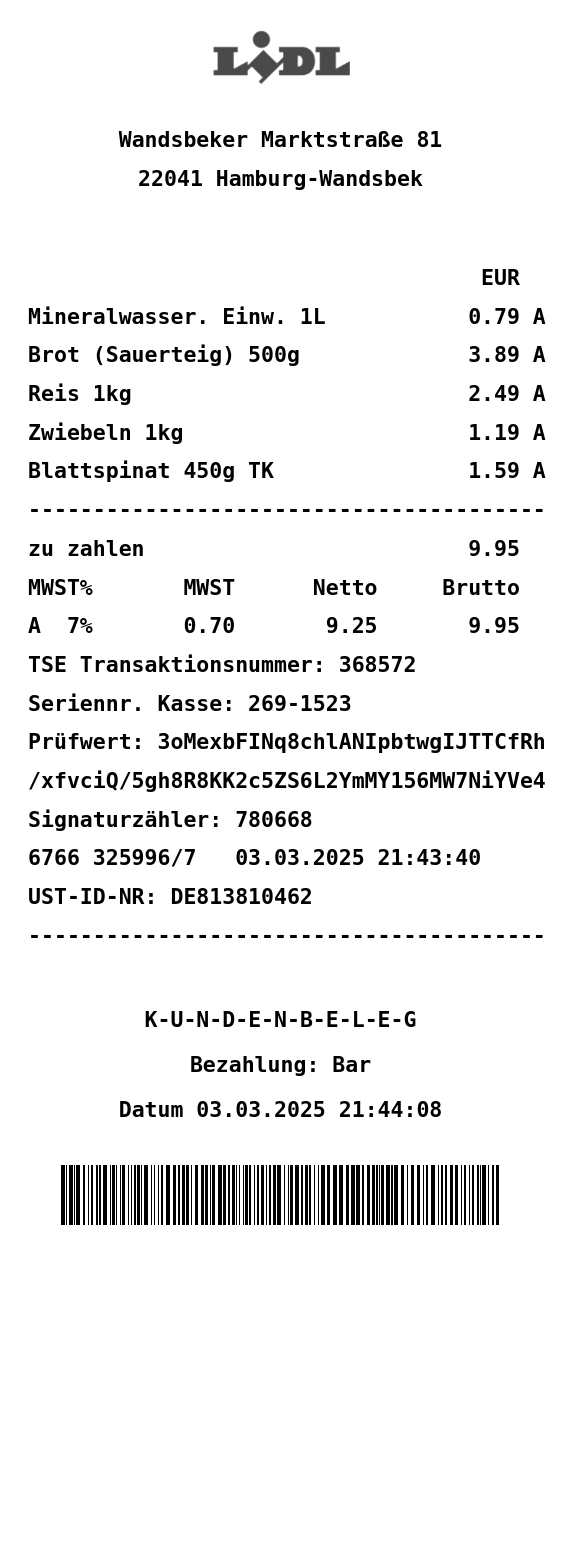 LIDL
Wandsbeker Marktstraße 81
22041 Hamburg-Wandsbek
EUR
Mineralwasser. Einw. 1L 0.79 A
Brot (Sauerteig) 500g 3.89 A
Reis 1kg 2.49 A
Zwiebeln 1kg 1.19 A
Blattspinat 450g TK 1.59 A
----------------------------------------
zu zahlen 9.95
MWST% MWST Netto Brutto
A 7% 0.70 9.25 9.95
TSE Transaktionsnummer: 368572
Seriennr. Kasse: 269-1523
Prüfwert: 3oMexbFINq8chlANIpbtwgIJTTCfRh
/xfvciQ/5gh8R8KK2c5ZS6L2YmMY156MW7NiYVe4
Signaturzähler: 780668
6766 325996/7 03.03.2025 21:43:40
UST-ID-NR: DE813810462
----------------------------------------
K-U-N-D-E-N-B-E-L-E-G
Bezahlung: Bar
Datum 03.03.2025 21:44:08